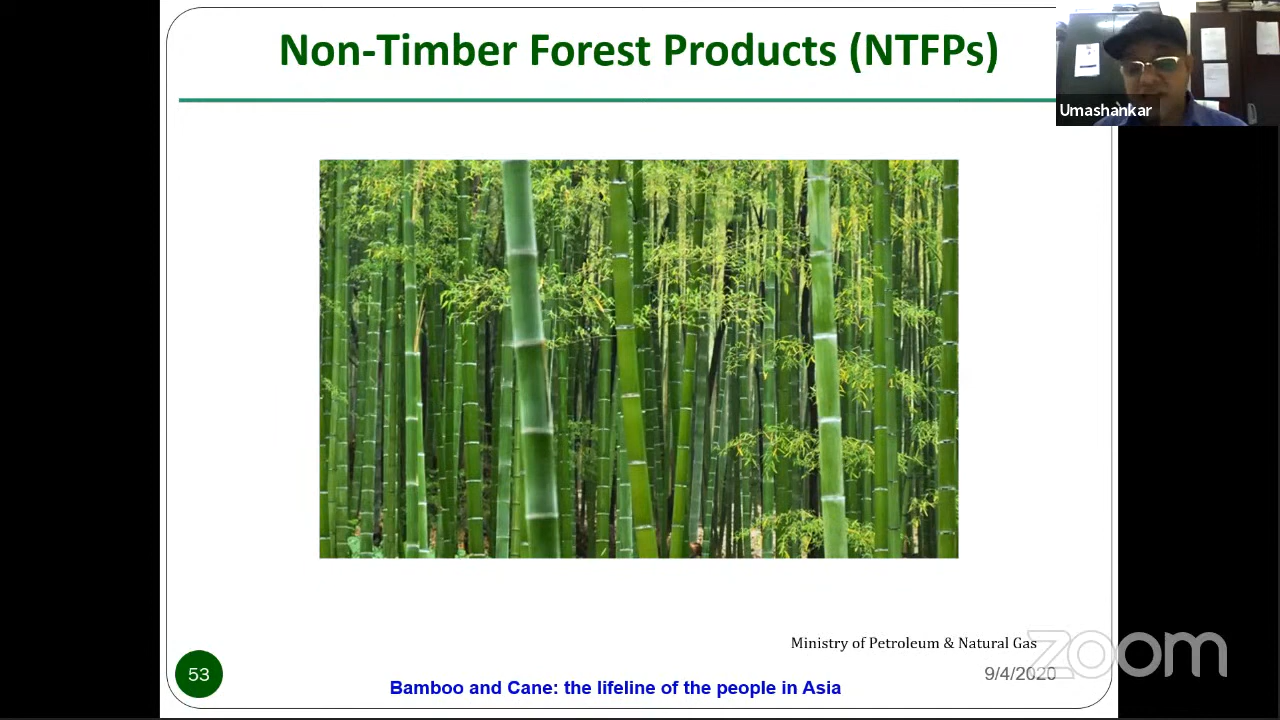 Non-Timber Forest Products (NTFPs)
Umashankar
Ministry of Petroleum & Natural Gas
zoom
53
9/4/2020
Bamboo and Cane: the lifeline of the people in Asia